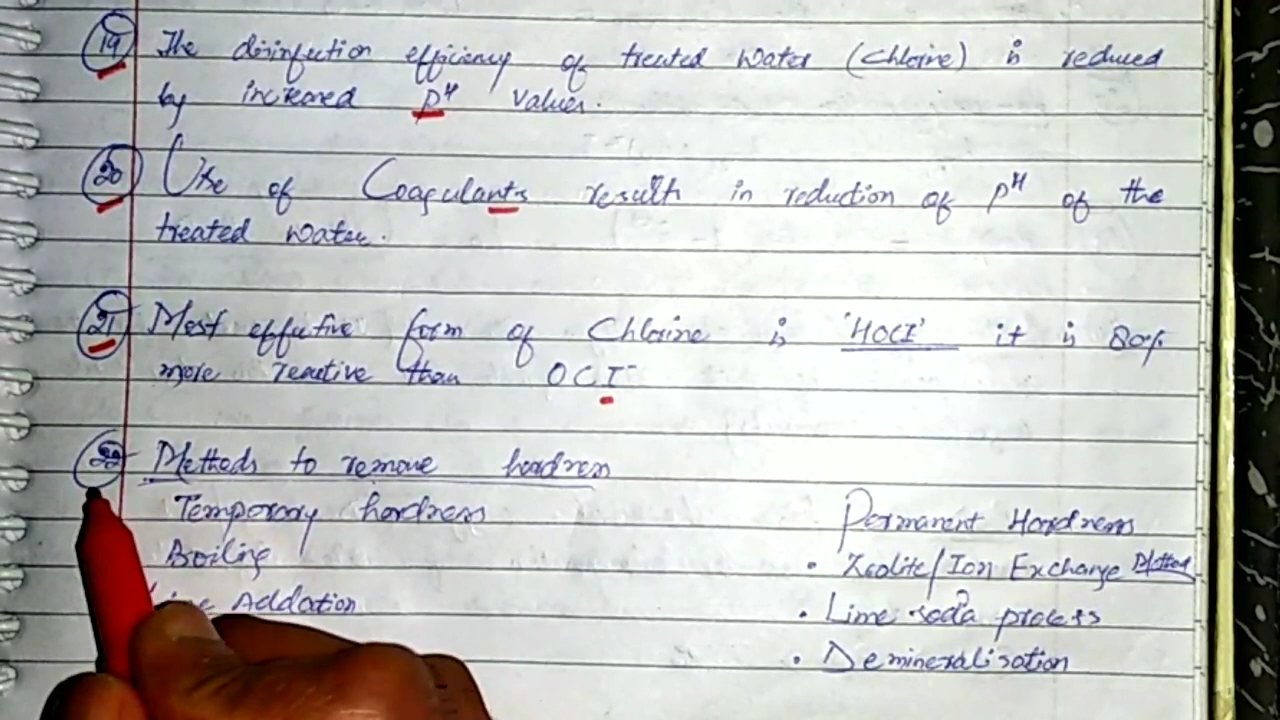 19 The disinfection efficiency of treated water (Chlorine) is reduced
by increased pH values.
20 Use of Coagulants result in reduction of PH of the
treated water.
21 Most effective form of Chlorine is 'HOCl' it is 80%
more reactive than OCl-
22 Methods to remove hardness
Temporary hardness Permanent Hardness
Boiling • Zeolite/Ion Exchange Method
Addation • Lime soda process
• Demineralisation